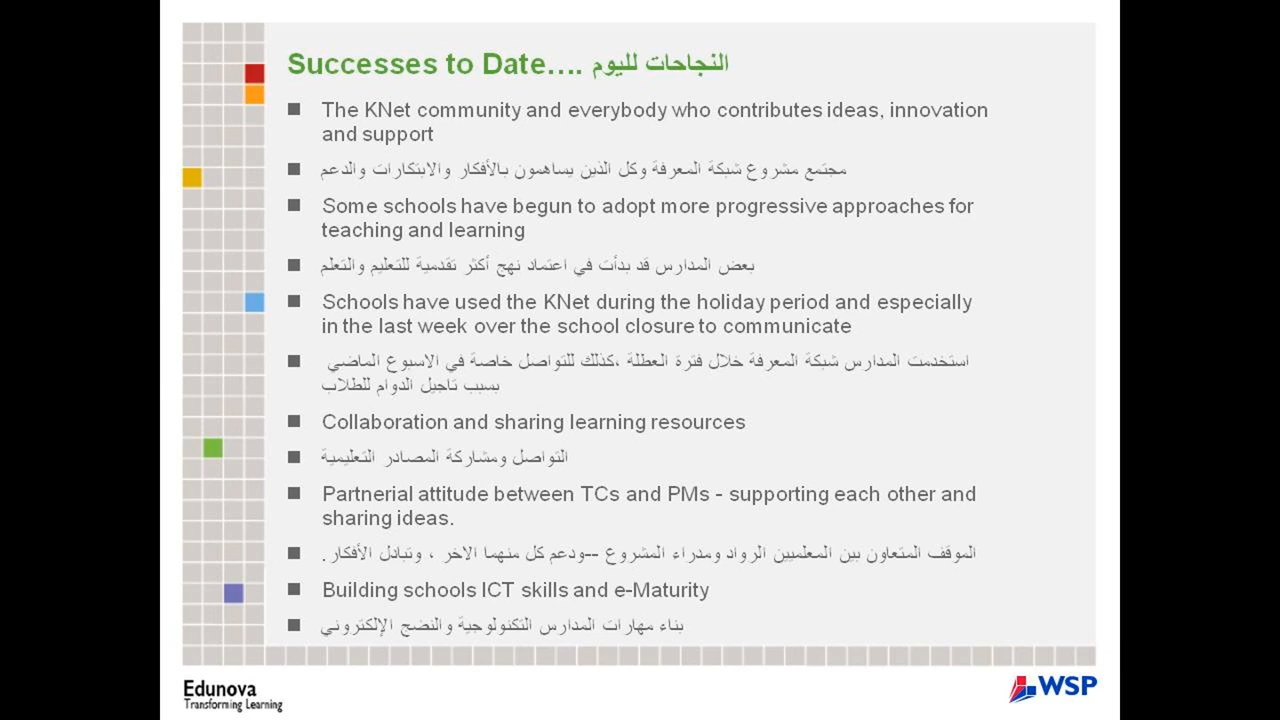 Successes to Date…. النجاحات لليوم
The KNet community and everybody who contributes ideas, innovation
and support
مجتمع مشروع شبكة المعرفة وكل الذين يساهمون بالأفكار والابتكارات والدعم
Some schools have begun to adopt more progressive approaches for
teaching and learning
بعض المدارس قد بدأت في اعتماد نهج أكثر تقدمية للتعليم والتعلم
Schools have used the KNet during the holiday period and especially
in the last week over the school closure to communicate
استخدمت المدارس شبكة المعرفة خلال فترة العطلة ،كذلك للتواصل خاصة في الاسبوع الماضي
بسبب تاجيل الدوام للطلاب
Collaboration and sharing learning resources
التواصل ومشاركة المصادر التعليمية
Partnerial attitude between TCs and PMs - supporting each other and
sharing ideas.
الموقف المتعاون بين المعلميين الرواد ومدراء المشروع --ودعم كل منهما الاخر ، وتبادل الأفكار.
Building schools ICT skills and e-Maturity
بناء مهارات المدارس التكنولوجية والنضج الإلكتروني
Edunova
Transforming Learning
WSP